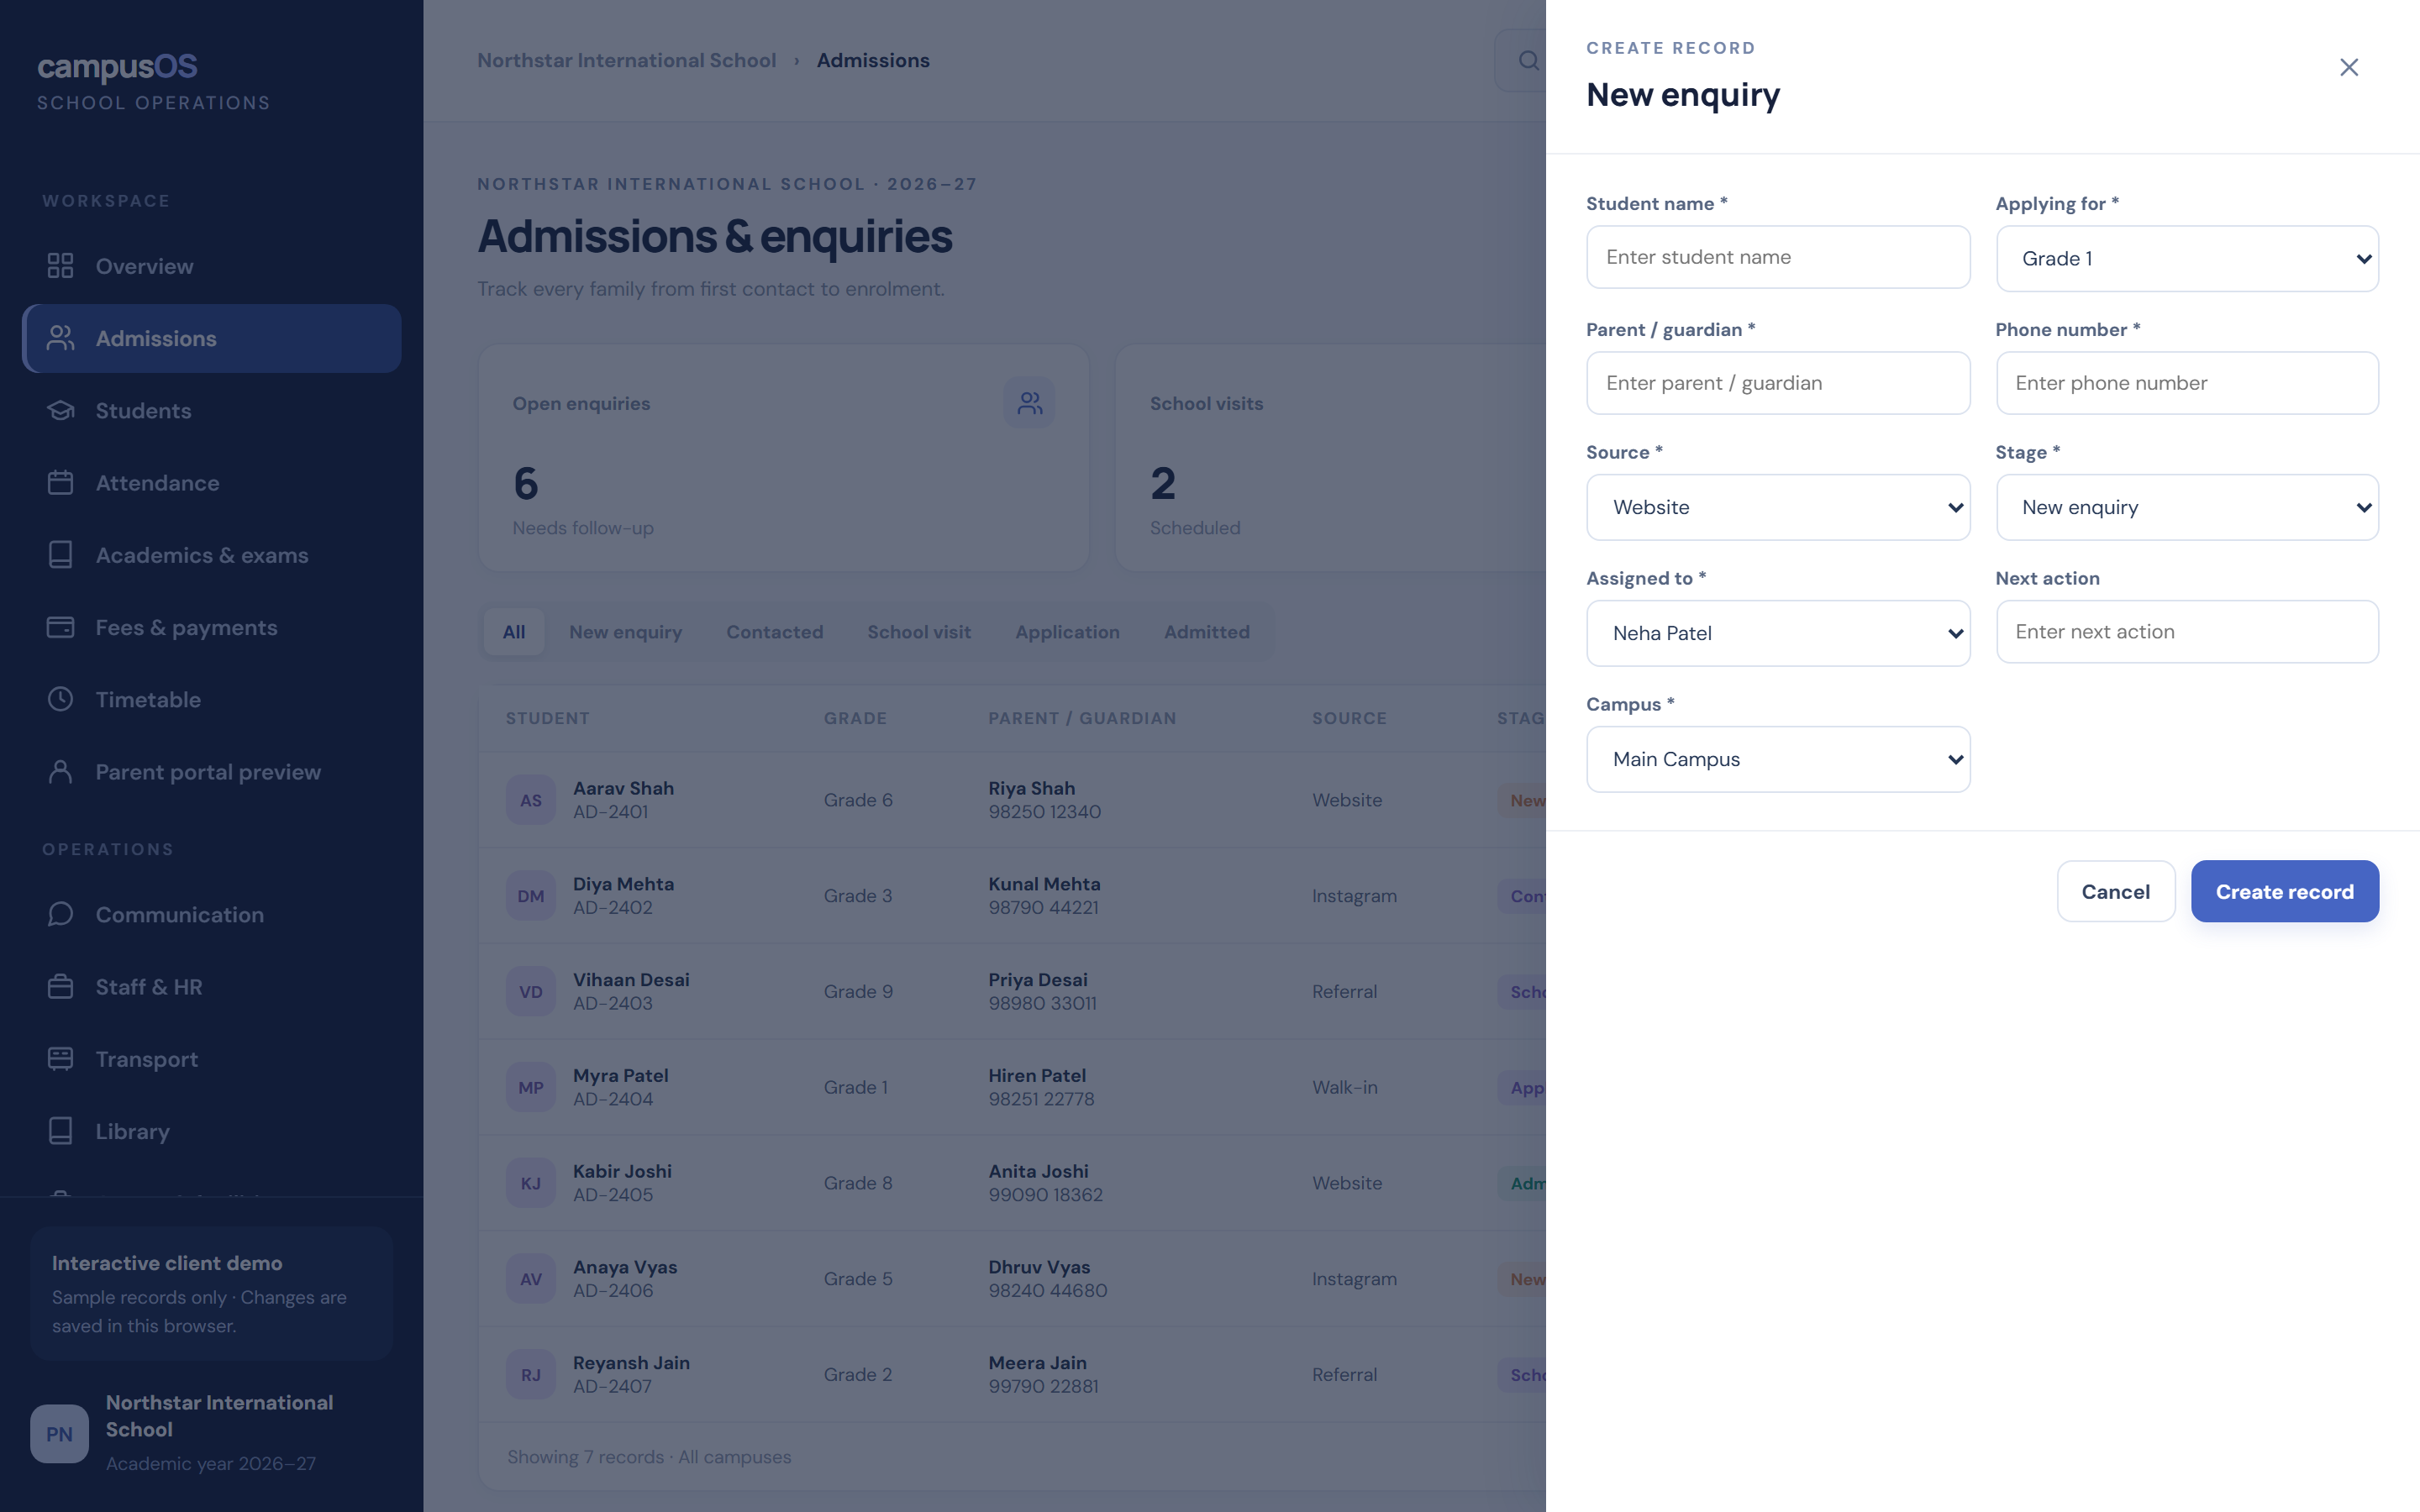 campusOS
SCHOOL OPERATIONS
WORKSPACE
Overview
Admissions
Students
Attendance
Academics & exams
Fees & payments
Timetable
Parent portal preview
OPERATIONS
Communication
Staff & HR
Transport
Library
Interactive client demo
Sample records only · Changes are
saved in this browser.
PN
Northstar International
School
Academic year 2026–27
Northstar International School › Admissions
NORTHSTAR INTERNATIONAL SCHOOL · 2026–27
Admissions & enquiries
Track every family from first contact to enrolment.
Open enquiries
6
Needs follow-up
School visits
2
Scheduled
All New enquiry Contacted School visit Application Admitted
STUDENT GRADE PARENT / GUARDIAN SOURCE STAG
AS Aarav Shah Grade 6 Riya Shah Website New
AD-2401 98250 12340
DM Diya Mehta Grade 3 Kunal Mehta Instagram Con
AD-2402 98790 44221
VD Vihaan Desai Grade 9 Priya Desai Referral Scho
AD-2403 98980 33011
MP Myra Patel Grade 1 Hiren Patel Walk-in App
AD-2404 98251 22778
KJ Kabir Joshi Grade 8 Anita Joshi Website Adm
AD-2405 99090 18362
AV Anaya Vyas Grade 5 Dhruv Vyas Instagram New
AD-2406 98240 44680
RJ Reyansh Jain Grade 2 Meera Jain Referral Scho
AD-2407 99790 22881
Showing 7 records · All campuses
CREATE RECORD
New enquiry
Student name * Applying for *
Enter student name Grade 1
Parent / guardian * Phone number *
Enter parent / guardian Enter phone number
Source * Stage *
Website New enquiry
Assigned to * Next action
Neha Patel Enter next action
Campus *
Main Campus
Cancel Create record